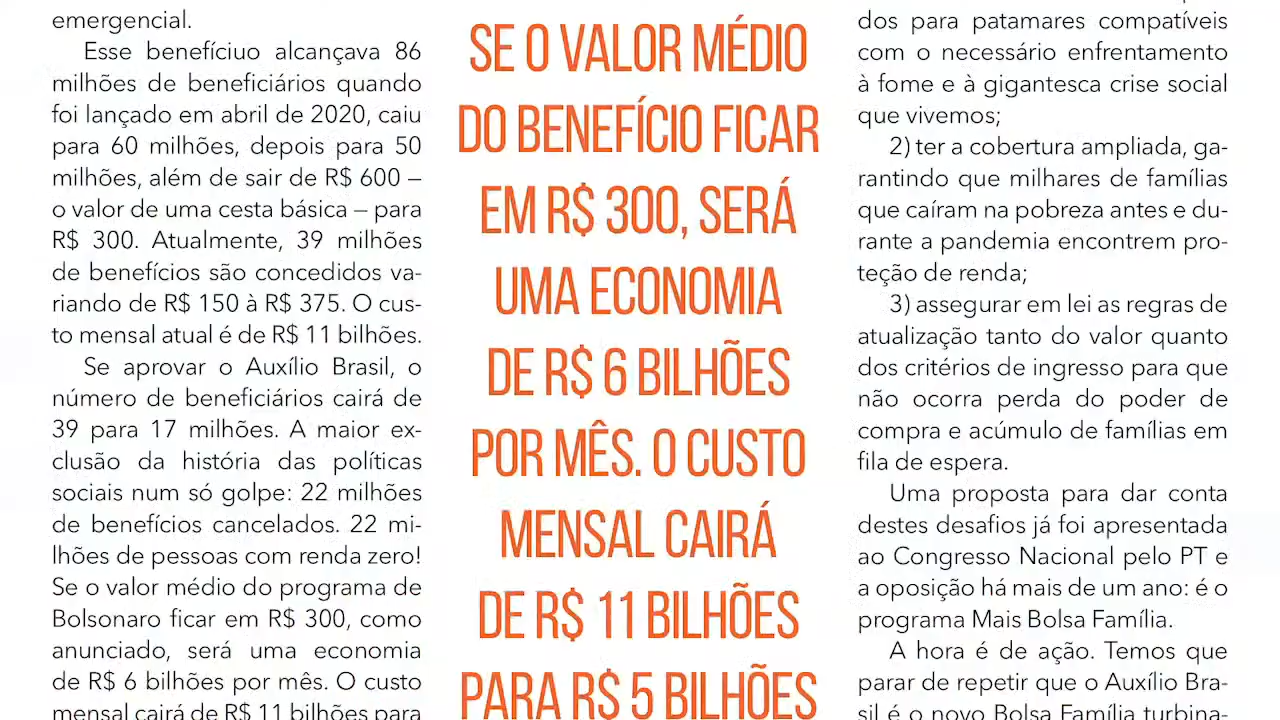 emergencial.
Esse benefíciuo alcançava 86
milhões de beneficiários quando
foi lançado em abril de 2020, caiu
para 60 milhões, depois para 50
milhões, além de sair de R$ 600 –
o valor de uma cesta básica – para
R$ 300. Atualmente, 39 milhões
de benefícios são concedidos va-
riando de R$ 150 à R$ 375. O cus-
to mensal atual é de R$ 11 bilhões.
Se aprovar o Auxílio Brasil, o
número de beneficiários cairá de
39 para 17 milhões. A maior ex-
clusão da história das políticas
sociais num só golpe: 22 milhões
de benefícios cancelados. 22 mi-
lhões de pessoas com renda zero!
Se o valor médio do programa de
Bolsonaro ficar em R$ 300, como
anunciado, será uma economia
de R$ 6 bilhões por mês. O custo
mensal cairá de R$ 11 bilhões para
SE O VALOR MÉDIO
DO BENEFÍCIO FICAR
EM R$ 300, SERÁ
UMA ECONOMIA
DE R$ 6 BILHÕES
POR MÊS. O CUSTO
MENSAL CAIRÁ
DE R$ 11 BILHÕES
PARA R$ 5 BILHÕES
dos para patamares compatíveis
com o necessário enfrentamento
à fome e à gigantesca crise social
que vivemos;
2) ter a cobertura ampliada, ga-
rantindo que milhares de famílias
que caíram na pobreza antes e du-
rante a pandemia encontrem pro-
teção de renda;
3) assegurar em lei as regras de
atualização tanto do valor quanto
dos critérios de ingresso para que
não ocorra perda do poder de
compra e acúmulo de famílias em
fila de espera.
Uma proposta para dar conta
destes desafios já foi apresentada
ao Congresso Nacional pelo PT e
a oposição há mais de um ano: é o
programa Mais Bolsa Família.
A hora é de ação. Temos que
parar de repetir que o Auxílio Bra-
sil é o novo Bolsa Família turbina-